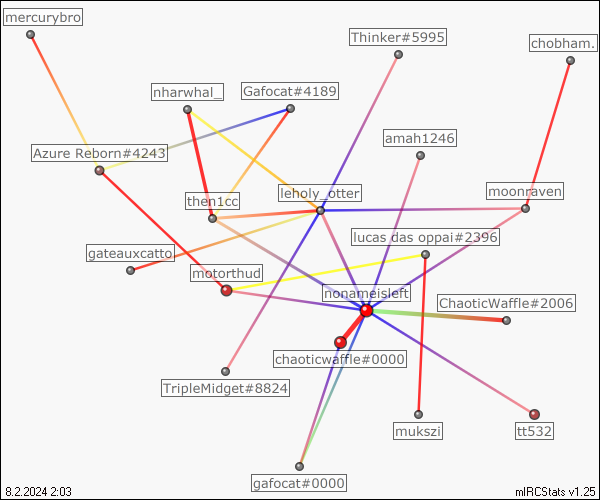 mercurybro
Thinker#5995
chobham.
nharwhal_
Gafocat#4189
amah1246
Azure Reborn#4243
then1cc
leholy_otter
moonraven
lucas das oppai#2396
gateauxcatto
motorthud
nonameisleft
ChaoticWaffle#2006
chaoticwaffle#0000
TripleMidget#8824
mukszi
tt532
gafocat#0000
8.2.2024 2:03
mIRCStats v1.25